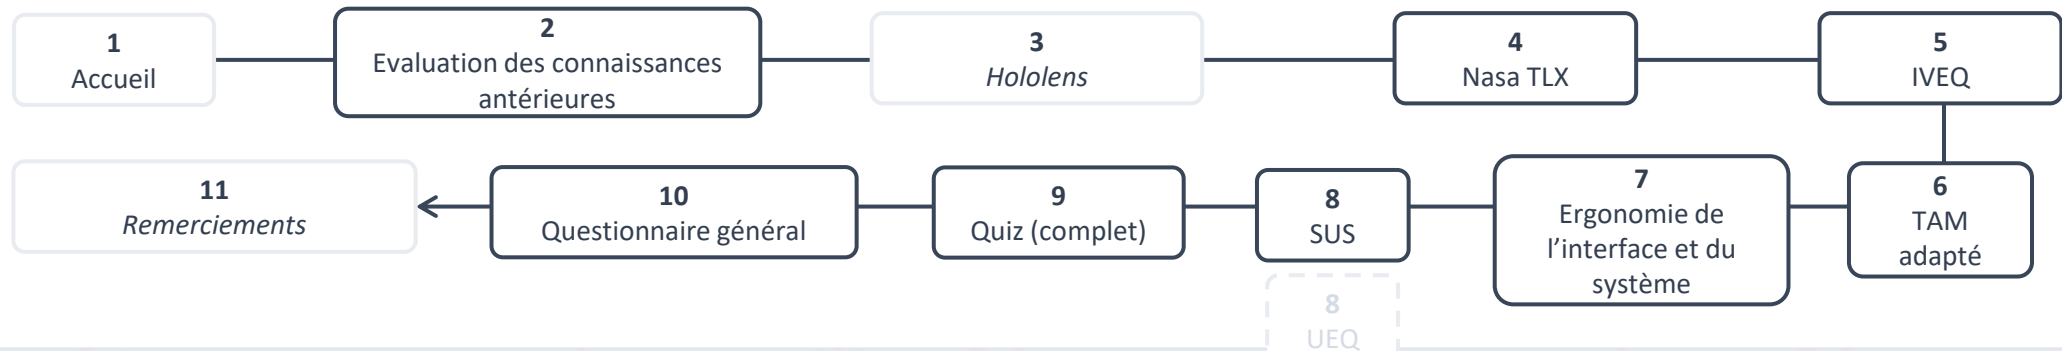 1
Accueil
2
Evaluation des connaissances
antérieures
3
Hololens
4
Nasa TLX
5
IVEQ
6
TAM
adapté
7
Ergonomie de
l’interface et du
système
8
SUS
8
UEQ
9
Quiz (complet)
10
Questionnaire général
11
Remerciements